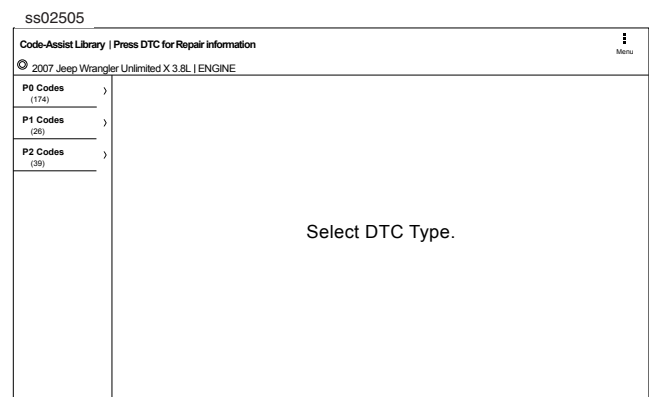 ss02505
Code-Assist Library | Press DTC for Repair information
Menu
2007 Jeep Wrangler Unlimited X 3.8L | ENGINE
P0 Codes
(174)
P1 Codes
(26)
P2 Codes
(39)
Select DTC Type.